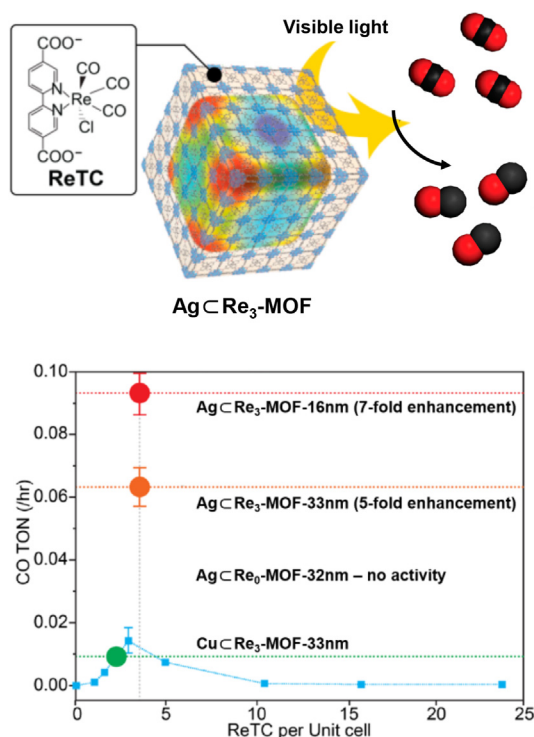 COO⁻
Visible light
CO
N
CO
Re
N
CO
Cl
COO⁻
ReTC
Ag⊂Re₃-MOF
0.10
Ag⊂Re₃-MOF-16nm (7-fold enhancement)
0.08
Ag⊂Re₃-MOF-33nm (5-fold enhancement)
0.06
CO TON (/hr)
0.04
Ag⊂Re₀-MOF-32nm – no activity
0.02
Cu⊂Re₃-MOF-33nm
0.00
0 5 10 15 20 25
ReTC per Unit cell